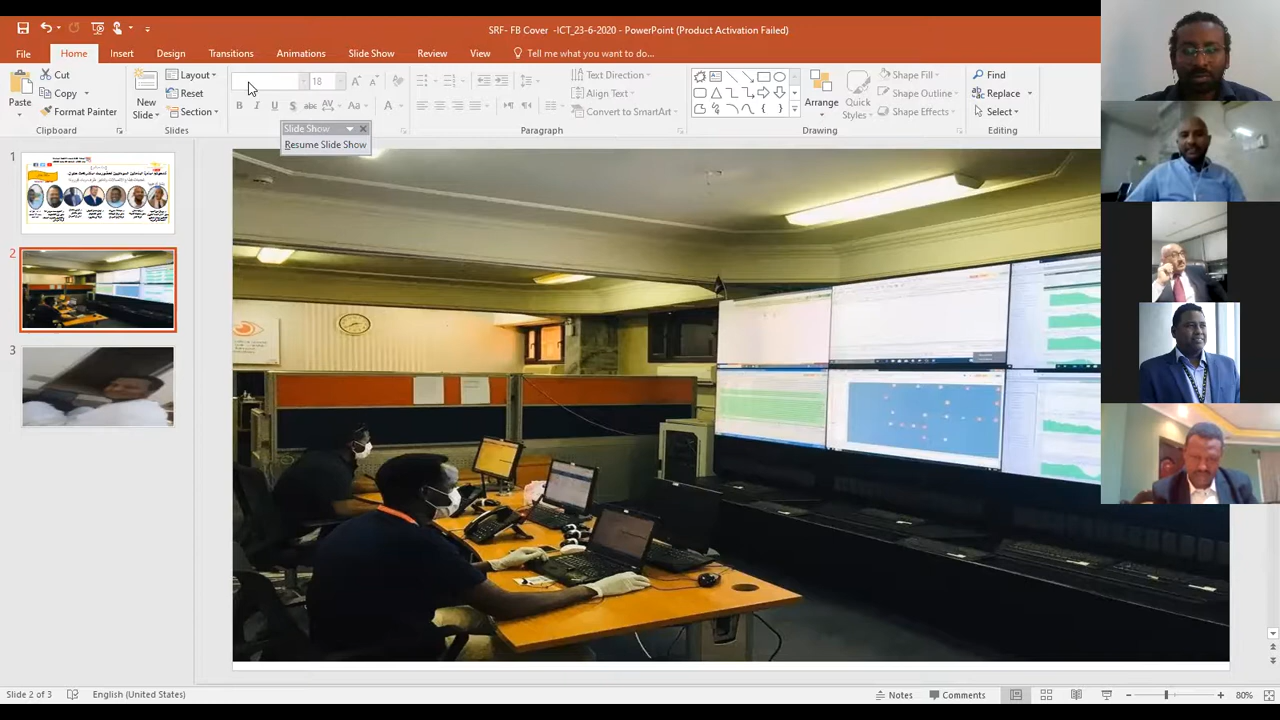 SRF- FB Cover -ICT_23-6-2020 - PowerPoint (Product Activation Failed)
File Home Insert Design Transitions Animations Slide Show Review View Tell me what you want to do...
Paste
Cut
Copy
Format Painter
Clipboard
New Slide
Layout
Reset
Section
Slides
18
Slide Show
Resume Slide Show
Text Direction
Align Text
Convert to SmartArt
Paragraph
Arrange
Quick Styles
Shape Fill
Shape Outline
Shape Effects
Drawing
Find
Replace
Select
Editing
1
2
3
Slide 2 of 3 English (United States) Notes Comments 80%